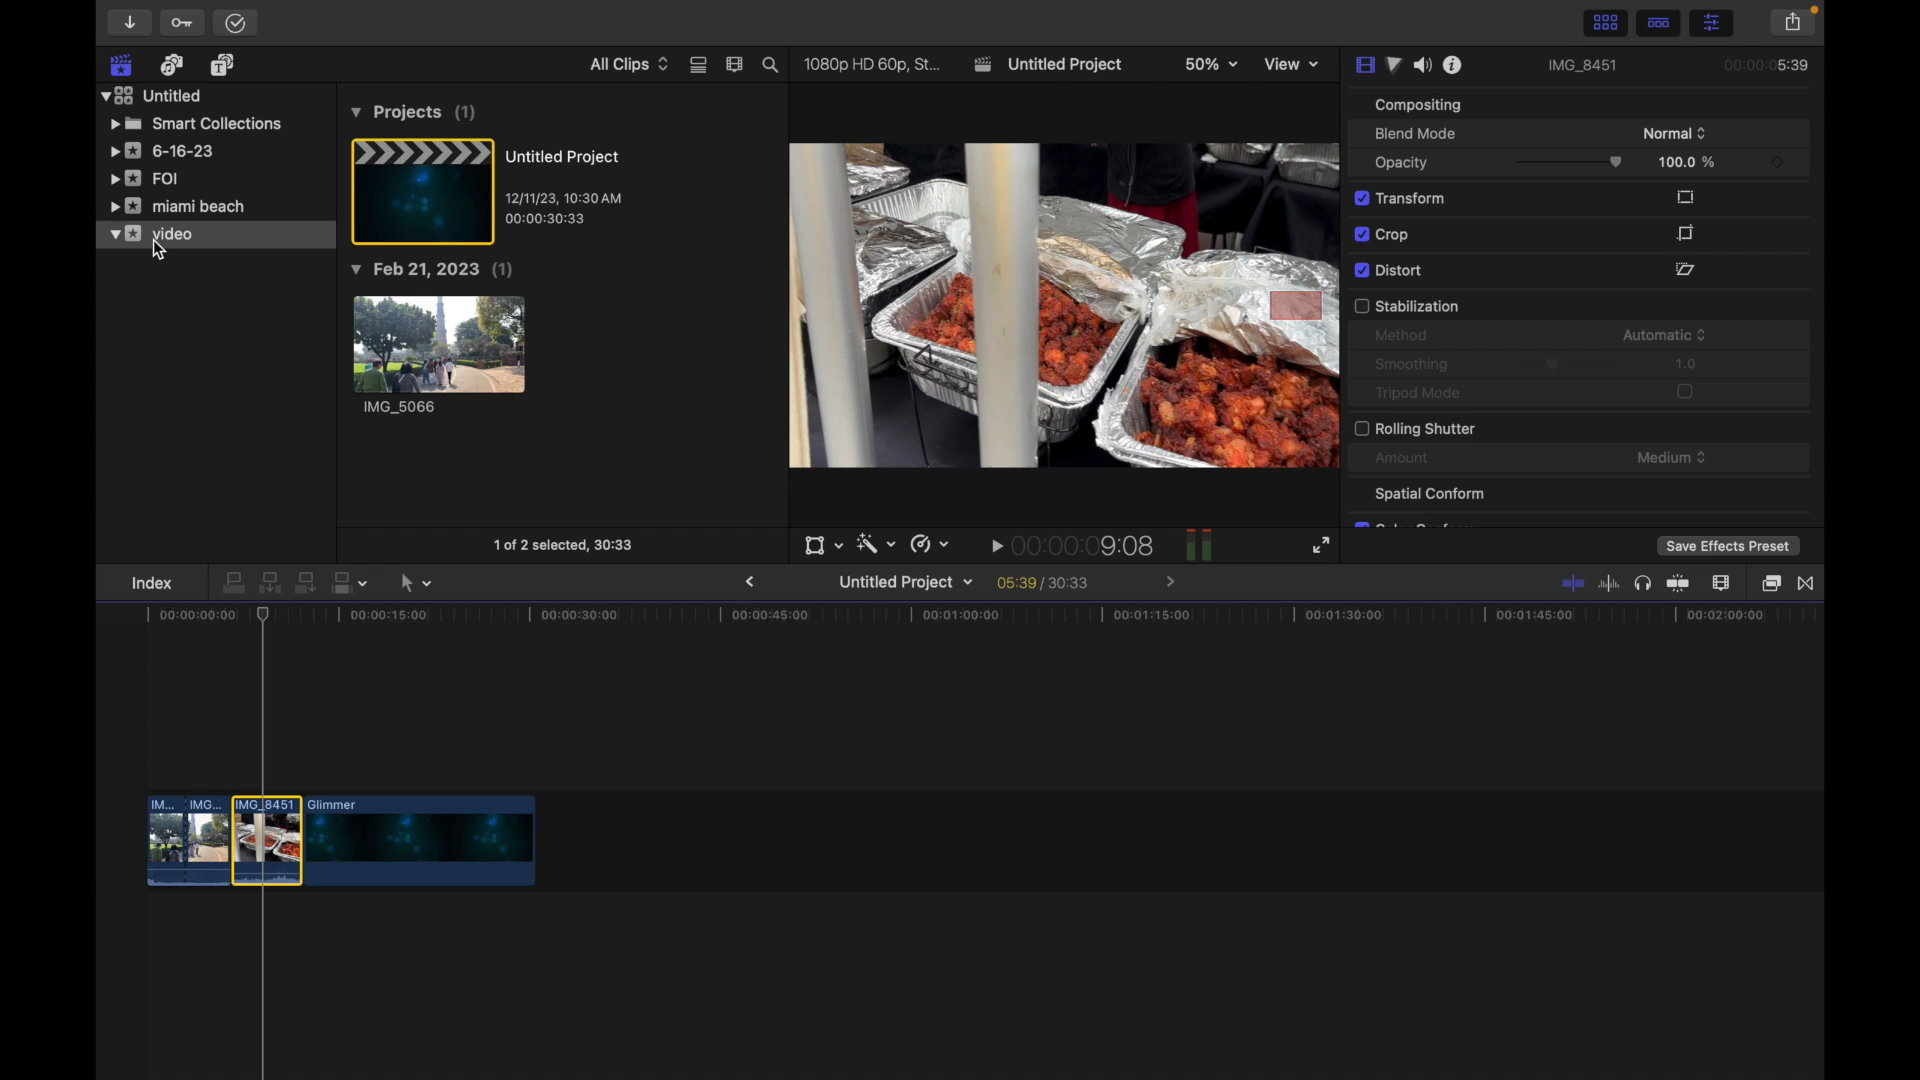 All Clips
1080p HD 60p, St...
Untitled Project
50%
View
IMG_8451
00:00:05:39
Untitled
Smart Collections
6-16-23
FOI
miami beach
video
Projects (1)
Untitled Project
12/11/23, 10:30 AM
00:00:30:33
Feb 21, 2023 (1)
IMG_5066
1 of 2 selected, 30:33
00:00:09:08
Compositing
Blend Mode Normal
Opacity 100.0 %
Transform
Crop
Distort
Stabilization
Method Automatic
Smoothing 1.0
Tripod Mode
Rolling Shutter
Amount Medium
Spatial Conform
Save Effects Preset
Index
Untitled Project
05:39 / 30:33
00:00:00:00 00:00:15:00 00:00:30:00 00:00:45:00 00:01:00:00 00:01:15:00 00:01:30:00 00:01:45:00 00:02:00:00
IM... IMG... IMG_8451 Glimmer